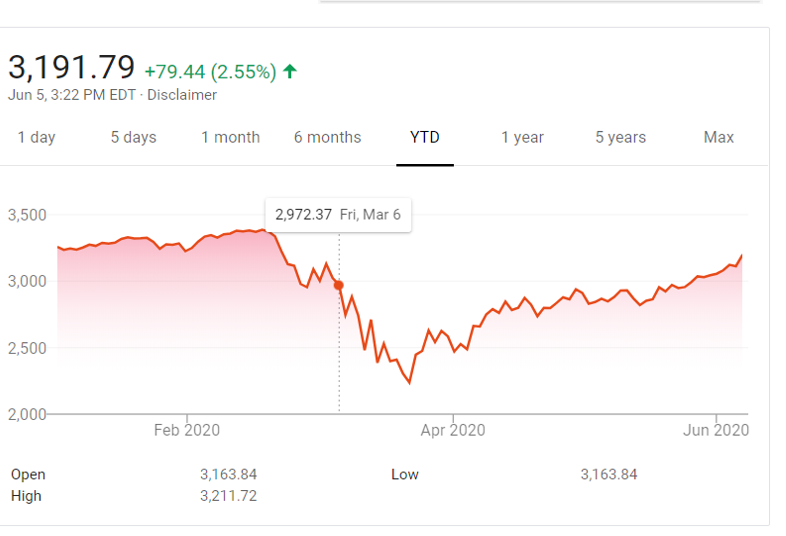 3,191.79 +79.44 (2.55%) ↑
Jun 5, 3:22 PM EDT · Disclaimer
1 day 5 days 1 month 6 months YTD 1 year 5 years Max
2,972.37 Fri, Mar 6
3,500
3,000
2,500
2,000
Feb 2020 Apr 2020 Jun 2020
Open 3,163.84 Low 3,163.84
High 3,211.72